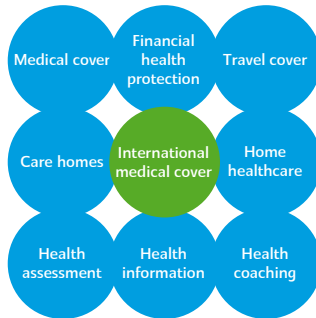 Medical cover
Financial
health
protection
Travel cover
Care homes
International
medical cover
Home
healthcare
Health
assessment
Health
information
Health
coaching